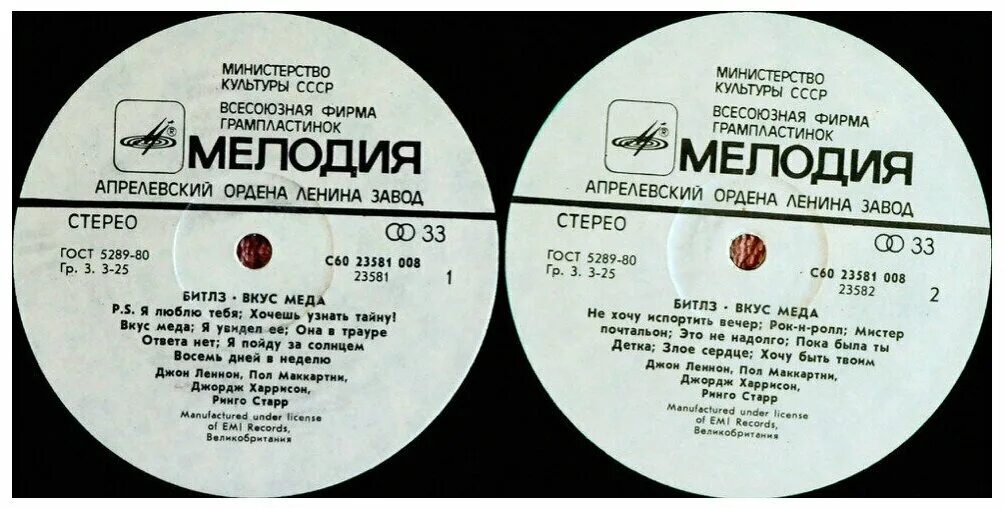 МИНИСТЕРСТВО
КУЛЬТУРЫ СССР
ВСЕСОЮЗНАЯ ФИРМА
ГРАМПЛАСТИНОК
®
МЕЛОДИЯ
АПРЕЛЕВСКИЙ ОРДЕНА ЛЕНИНА ЗАВОД
СТЕРЕО
33
ГОСТ 5289-80
Гр. 3. 3-25
С60 23581 008
23581
1
БИТЛЗ · ВКУС МЕДА
P.S. Я люблю тебя; Хочешь узнать тайну!
Вкус меда; Я увидел ее; Она в трауре
Ответа нет; Я пойду за солнцем
Восемь дней в неделю
Джон Леннон, Пол Маккартни,
Джордж Харрисон,
Ринго Старр
Manufactured under license
of EMI Records,
Великобритания
МИНИСТЕРСТВО
КУЛЬТУРЫ СССР
ВСЕСОЮЗНАЯ ФИРМА
ГРАМПЛАСТИНОК
®
МЕЛОДИЯ
АПРЕЛЕВСКИЙ ОРДЕНА ЛЕНИНА ЗАВОД
СТЕРЕО
33
ГОСТ 5289-80
Гр. 3. 3-25
С60 23581 008
23582
2
БИТЛЗ · ВКУС МЕДА
Не хочу испортить вечер; Рок-н-ролл; Мистер
почтальон; Это не надолго; Пока была ты
Детка; Злое сердце; Хочу быть твоим
Джон Леннон, Пол Маккартни,
Джордж Харрисон,
Ринго Старр
Manufactured under license
of EMI Records,
Великобритания